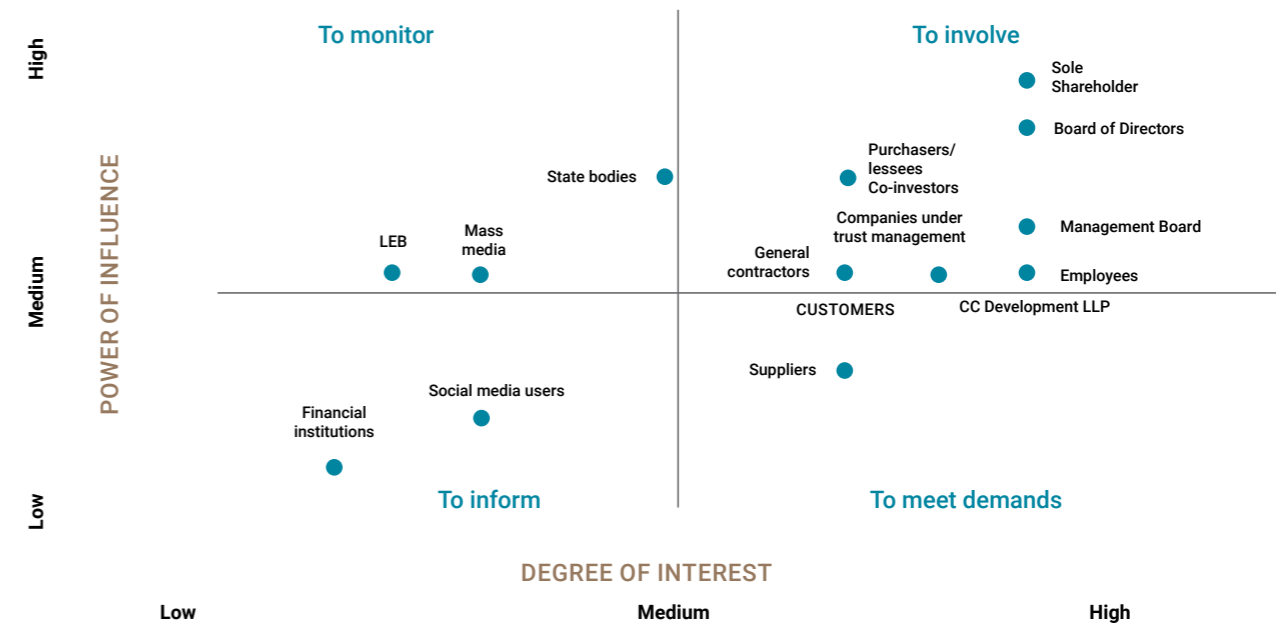 To monitor
To involve
High
Sole
Shareholder
Board of Directors
Purchasers/
lessees
Co-investors
State bodies
POWER OF INFLUENCE
Companies under
trust management
Management Board
LEB
Mass
media
General
contractors
Employees
Medium
CUSTOMERS
CC Development LLP
Suppliers
Social media users
Financial
institutions
Low
To inform
To meet demands
DEGREE OF INTEREST
Low
Medium
High